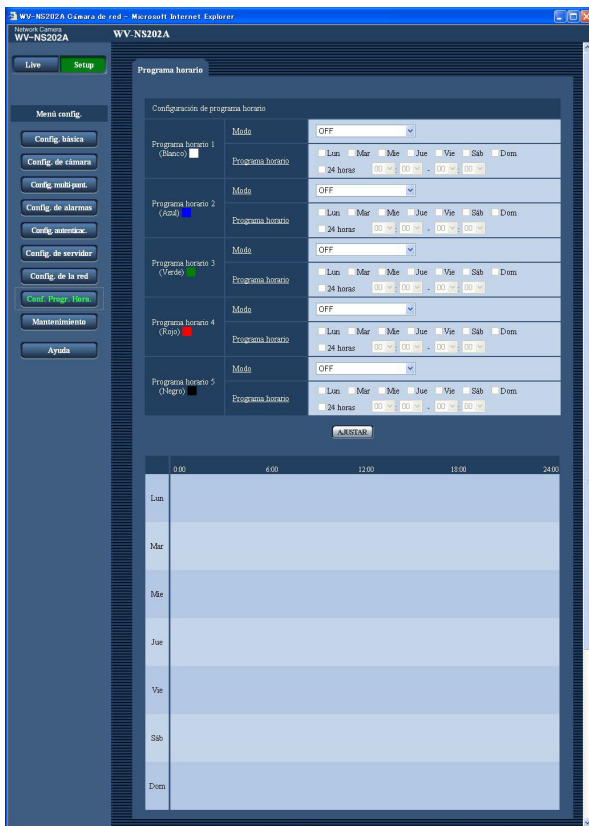 WV-NS202A Cámara de red - Microsoft Internet Explorer
Network Camera
WV-NS202A
WV-NS202A
Live
Setup
Menú config.
Config. básica
Config. de cámara
Config. multi-pant.
Config. de alarmas
Config. autenticac.
Config. de servidor
Config. de la red
Conf. Progr. Hora.
Mantenimiento
Ayuda
Programa horario
Configuración de programa horario
Programa horario 1
(Blanco)
Modo
OFF
Programa horario
Lun Mar Mie Jue Vie Sáb Dom
24 horas 00 : 00 - 00 : 00
Programa horario 2
(Azul)
Modo
OFF
Programa horario
Lun Mar Mie Jue Vie Sáb Dom
24 horas 00 : 00 - 00 : 00
Programa horario 3
(Verde)
Modo
OFF
Programa horario
Lun Mar Mie Jue Vie Sáb Dom
24 horas 00 : 00 - 00 : 00
Programa horario 4
(Rojo)
Modo
OFF
Programa horario
Lun Mar Mie Jue Vie Sáb Dom
24 horas 00 : 00 - 00 : 00
Programa horario 5
(Negro)
Modo
OFF
Programa horario
Lun Mar Mie Jue Vie Sáb Dom
24 horas 00 : 00 - 00 : 00
AJUSTAR
0:00 6:00 12:00 18:00 24:00
Lun
Mar
Mie
Jue
Vie
Sáb
Dom